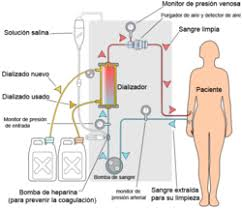 Monitor de presión venosa
Purgador de aire y detector de aire
Solución salina
Sangre limpia
Dializado nuevo
Dializado usado
Dializador
Paciente
Monitor de presión
de entrada
Bomba de sangre
Bomba de heparina
(para prevenir la coagulación)
monitor de
presión arterial
Sangre extraída
para su limpieza